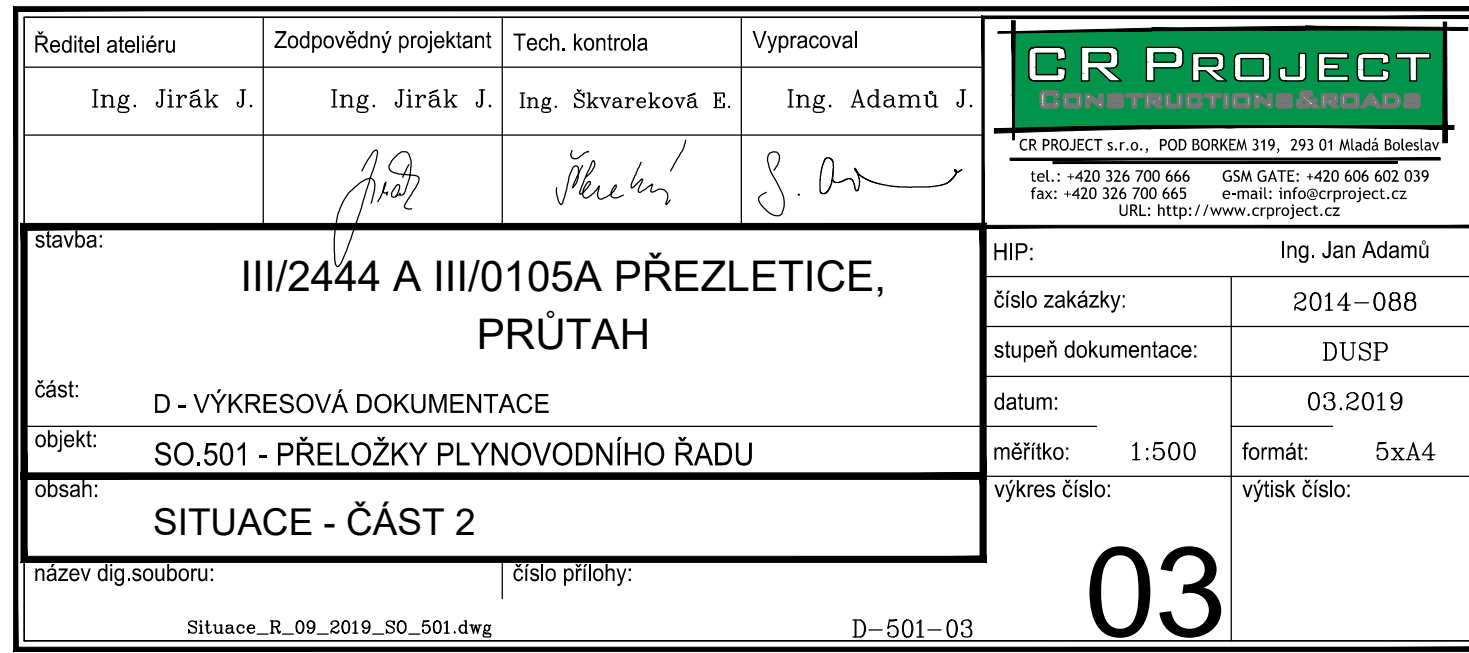 Ředitel ateliéru
Zodpovědný projektant
Tech. kontrola
Vypracoval
Ing. Jirák J.
Ing. Jirák J.
Ing. Škvareková E.
Ing. Adamů J.
CR PROJECT
CONSTRUCTIONS&ROADS
CR PROJECT s.r.o., POD BORKEM 319, 293 01 Mladá Boleslav
tel.: +420 326 700 666 GSM GATE: +420 606 602 039
fax: +420 326 700 665 e-mail: info@crproject.cz
URL: http://www.crproject.cz
stavba:
III/2444 A III/0105A PŘEZLETICE,
PRŮTAH
část:
D - VÝKRESOVÁ DOKUMENTACE
objekt:
SO.501 - PŘELOŽKY PLYNOVODNÍHO ŘADU
obsah:
SITUACE - ČÁST 2
název dig.souboru:
Situace_R_09_2019_SO_501.dwg
číslo přílohy:
D-501-03
HIP: Ing. Jan Adamů
číslo zakázky: 2014-088
stupeň dokumentace: DUSP
datum: 03.2019
měřítko: 1:500
formát: 5xA4
výkres číslo:
03
výtisk číslo: